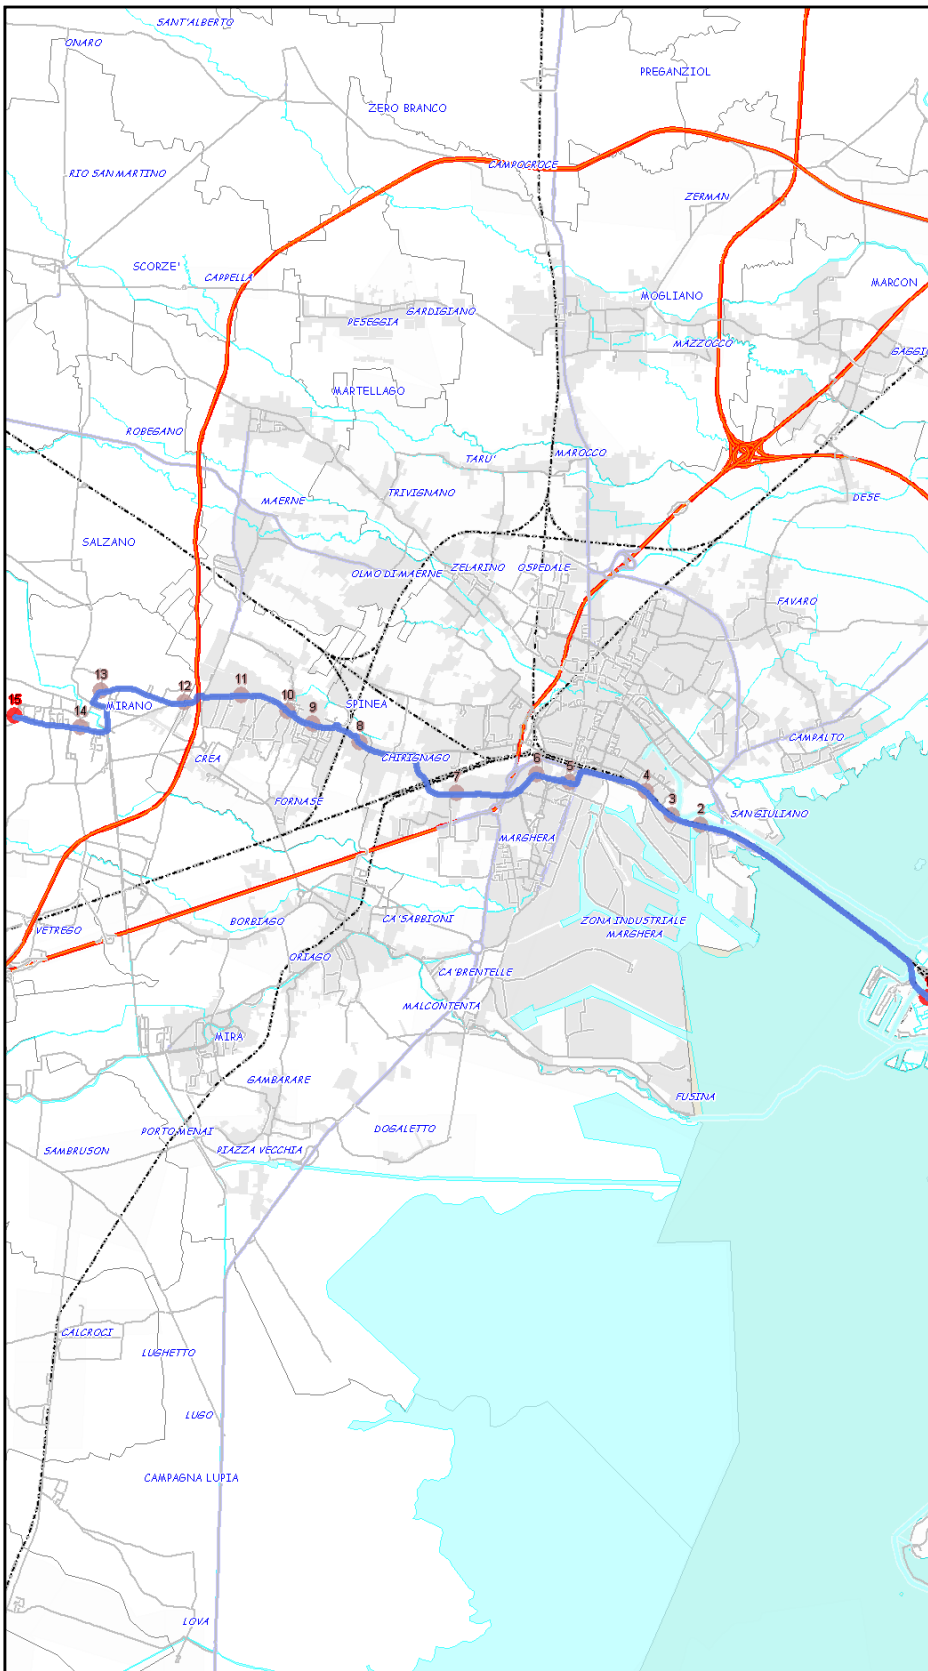 SANT'ALBERTO
ONARO
PREGANZIOL
ZERO BRANCO
CAMPOCROCE
RIO SAN MARTINO
ZERMAN
SCORZE'
CAPPELLA
MARCON
MOGLIANO
GARDIGIANO
PESEGGIA
MAZZOCCO
MARTELLAGO
ROBEGANO
TARU'
MAROCCO
TRIVIGNANO
MAERNE
DESE
SALZANO
OLMO DI MAERNE
ZELARINO
OSPEDALE
FAVARO
13
11
12
15
MIRANO
10
SPINEA
14
9
8
CAMPALTO
CREA
CHIRIGNAGO
6
5
7
4
FORNASE
3
2
SAN GIULIANO
MARGHERA
BORBIAGO
CA'SABBIONI
ZONA INDUSTRIALE
MARGHERA
VETREGO
ORIAGO
CA'BRENTELLE
MALCONTENTA
MIRA
GAMBARARE
FUSINA
PORTO MENAI
DOGALETTO
SAMBRUSON
PIAZZA VECCHIA
CALCROCI
LUGHETTO
LUGO
CAMPAGNA LUPIA
LOVA